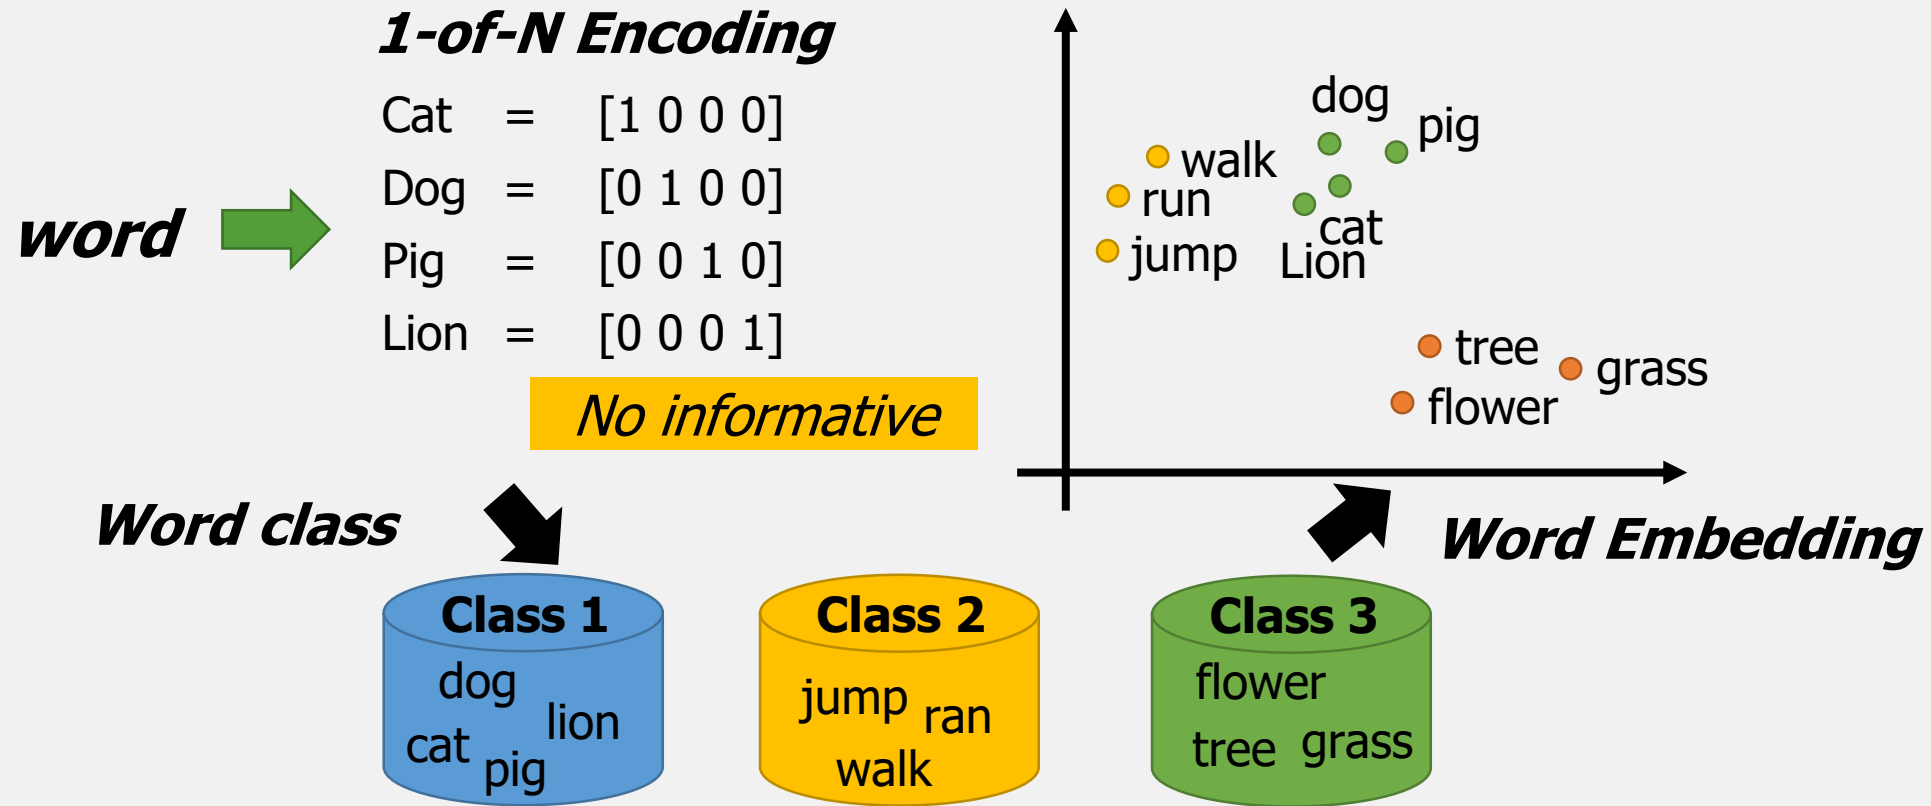 1-of-N Encoding
Cat = [1 0 0 0]
Dog = [0 1 0 0]
Pig = [0 0 1 0]
Lion = [0 0 0 1]
word
No informative
dog
pig
walk
run
cat
jump
Lion
tree
grass
flower
Word class
Word Embedding
Class 1
dog
lion
cat
pig
Class 2
jump
ran
walk
Class 3
flower
tree
grass